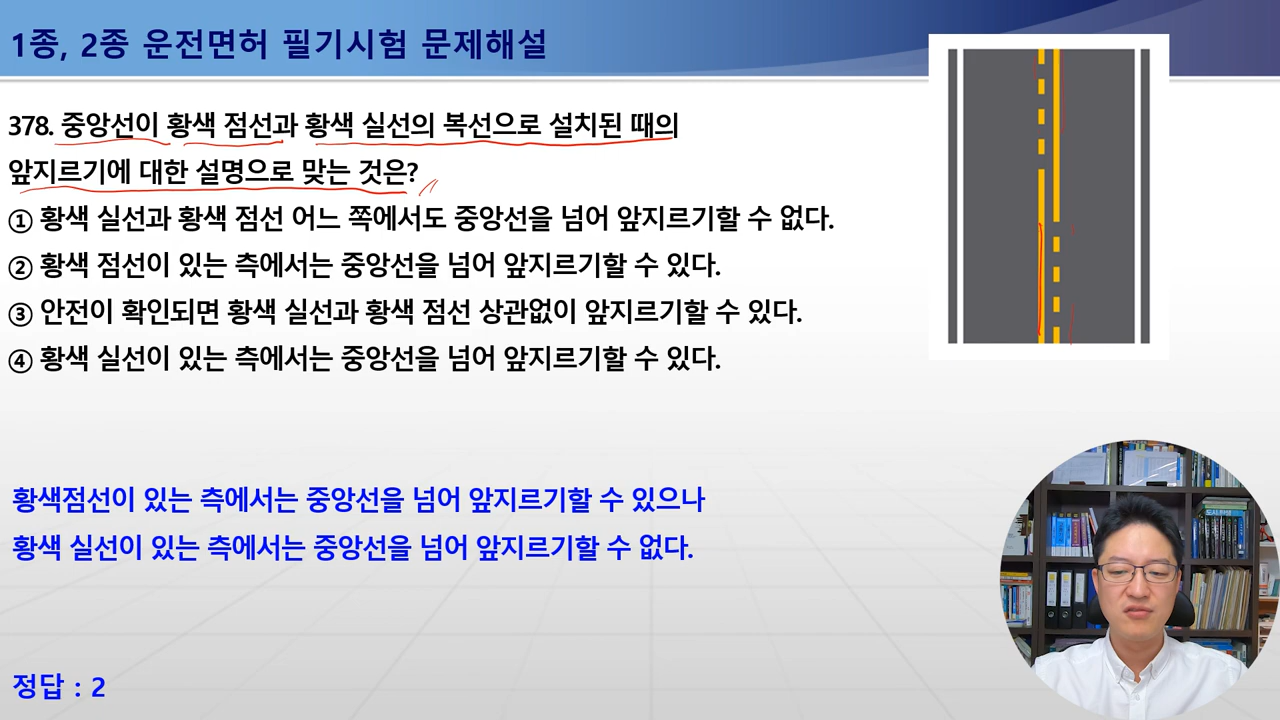 1종, 2종 운전면허 필기시험 문제해설
378. 중앙선이 황색 점선과 황색 실선의 복선으로 설치된 때의
앞지르기에 대한 설명으로 맞는 것은?
① 황색 실선과 황색 점선 어느 쪽에서도 중앙선을 넘어 앞지르기할 수 없다.
② 황색 점선이 있는 측에서는 중앙선을 넘어 앞지르기할 수 있다.
③ 안전이 확인되면 황색 실선과 황색 점선 상관없이 앞지르기할 수 있다.
④ 황색 실선이 있는 측에서는 중앙선을 넘어 앞지르기할 수 있다.
황색점선이 있는 측에서는 중앙선을 넘어 앞지르기할 수 있으나
황색 실선이 있는 측에서는 중앙선을 넘어 앞지르기할 수 없다.
정답 : 2